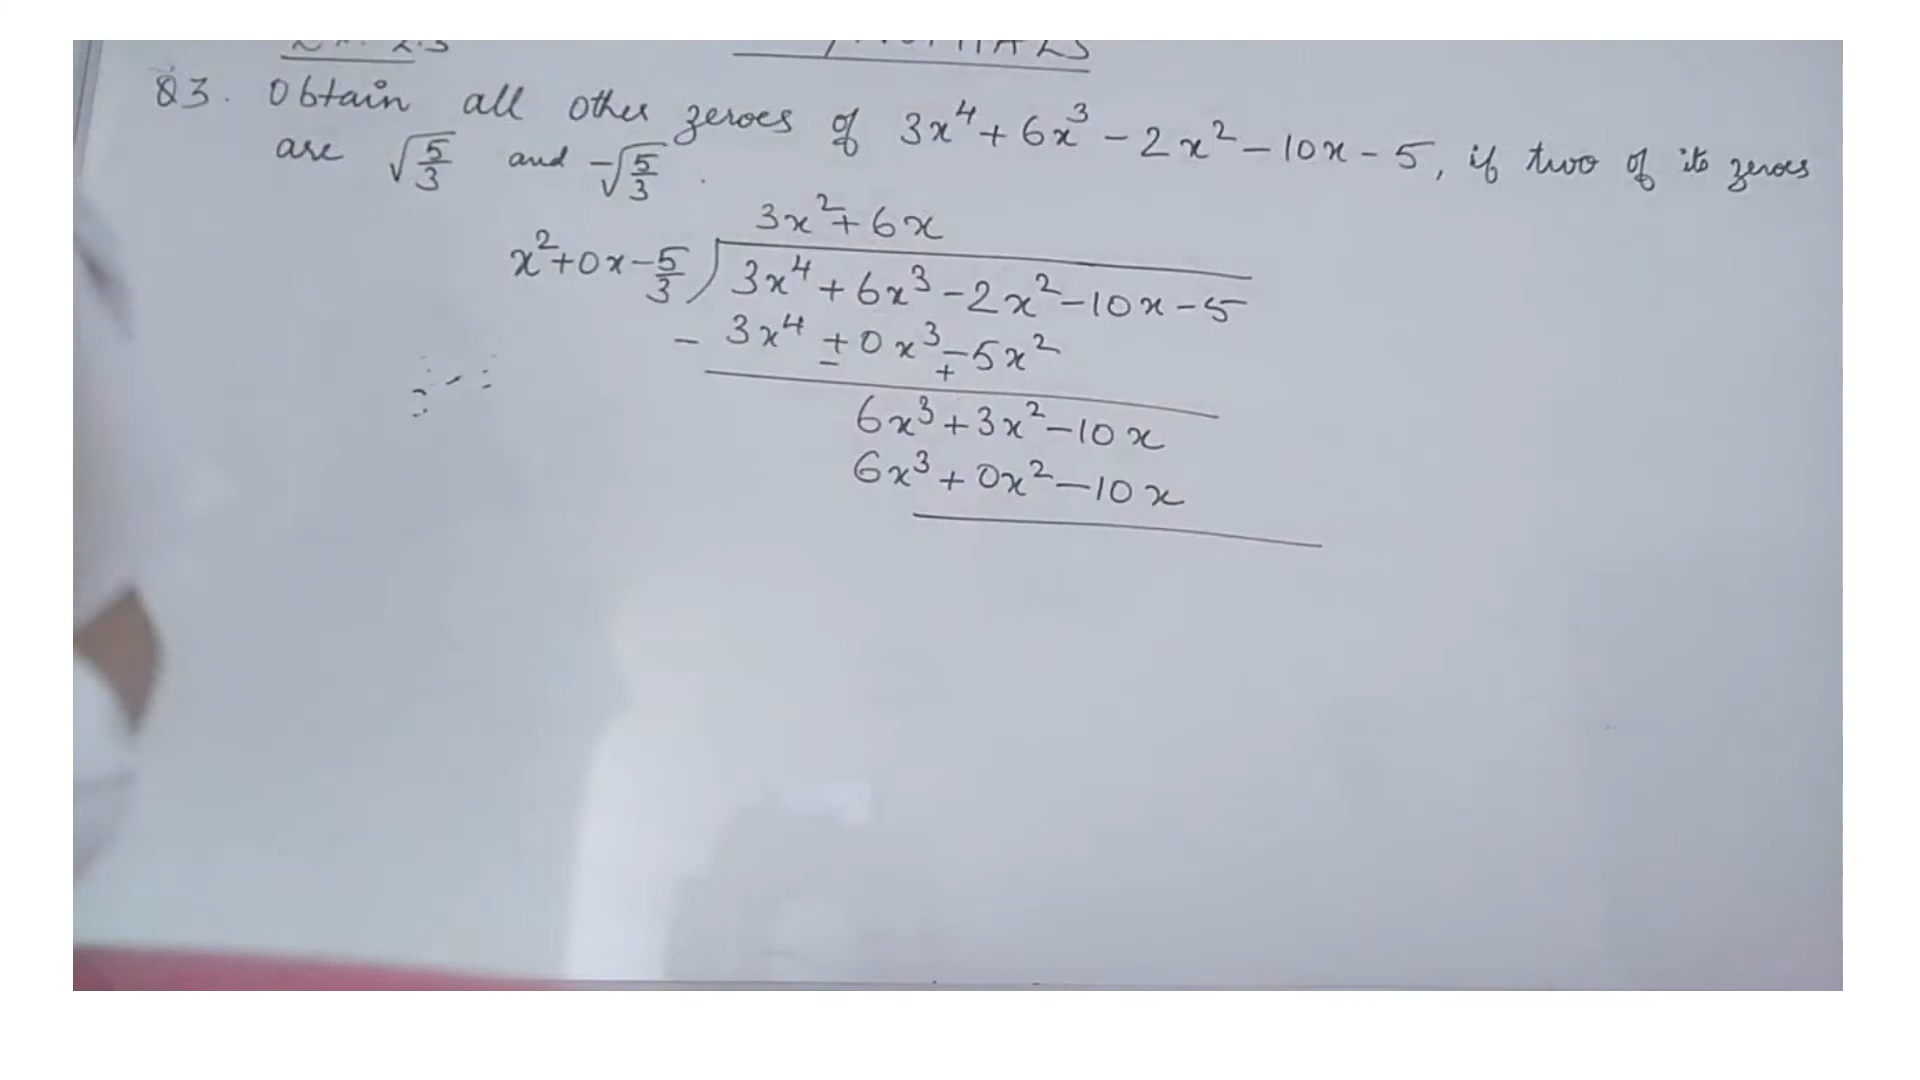 Q3. Obtain all other zeroes of 3x⁴ + 6x³ - 2x² - 10x - 5, if two of its zeroes
are √5/3 and -√5/3.
3x² + 6x
x² + 0x - 5/3 ) 3x⁴ + 6x³ - 2x² - 10x - 5
- 3x⁴ + 0x³ - 5x²
- +
6x³ + 3x² - 10x
6x³ + 0x² - 10x